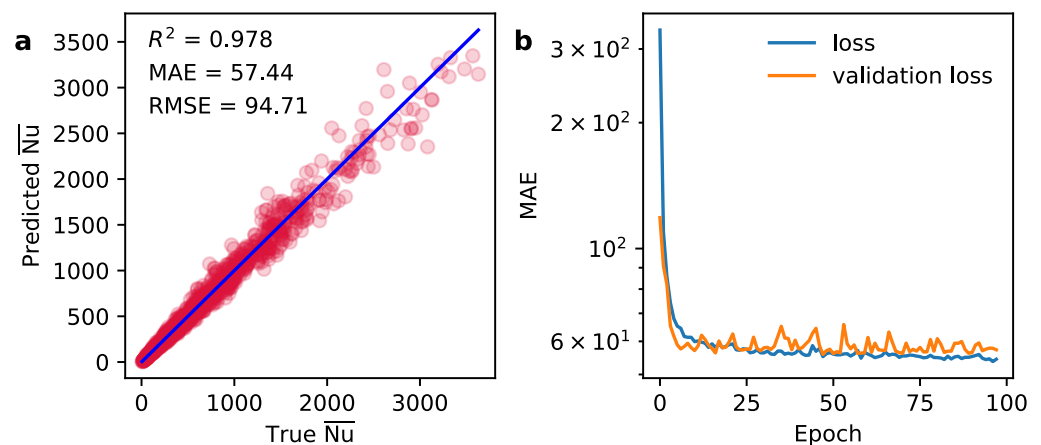 a
R² = 0.978
MAE = 57.44
RMSE = 94.71
Predicted N̅u̅
3500
3000
2500
2000
1500
1000
500
0
0 1000 2000 3000
True N̅u̅
b
loss
validation loss
MAE
3 × 10²
2 × 10²
10²
6 × 10¹
0 25 50 75 100
Epoch